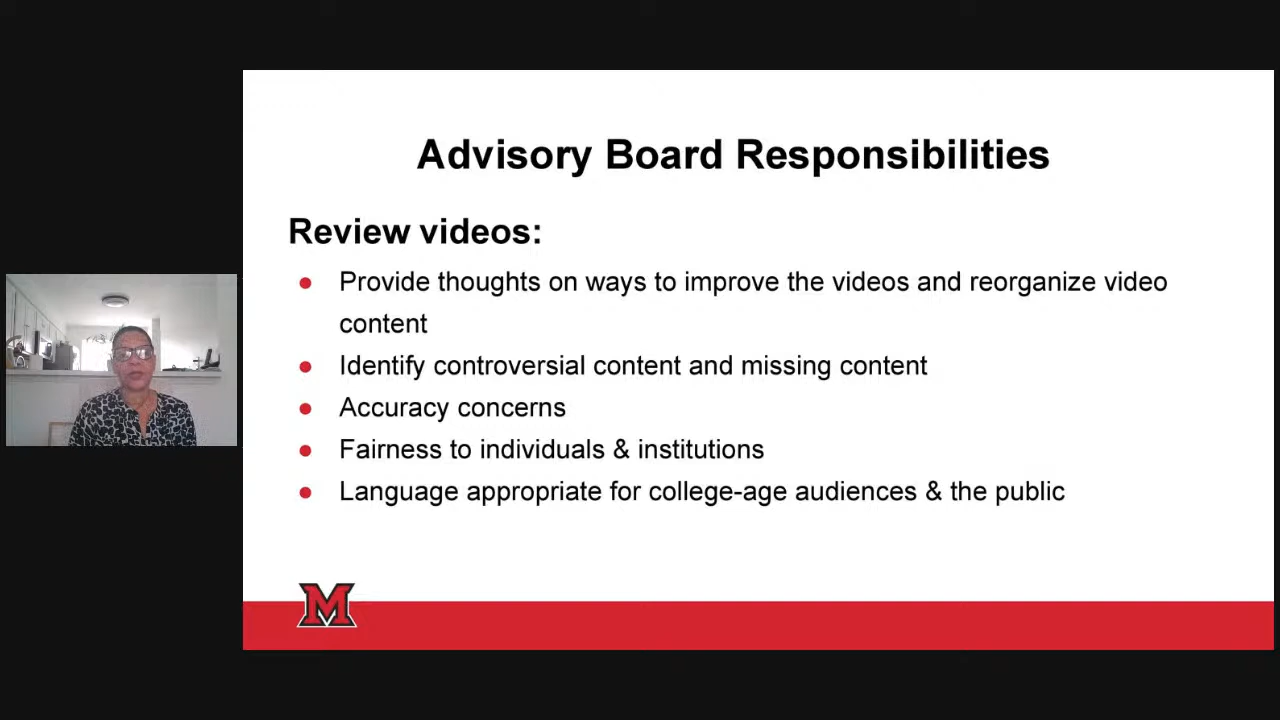 Advisory Board Responsibilities
Review videos:
● Provide thoughts on ways to improve the videos and reorganize video
content
● Identify controversial content and missing content
● Accuracy concerns
● Fairness to individuals & institutions
● Language appropriate for college-age audiences & the public
M